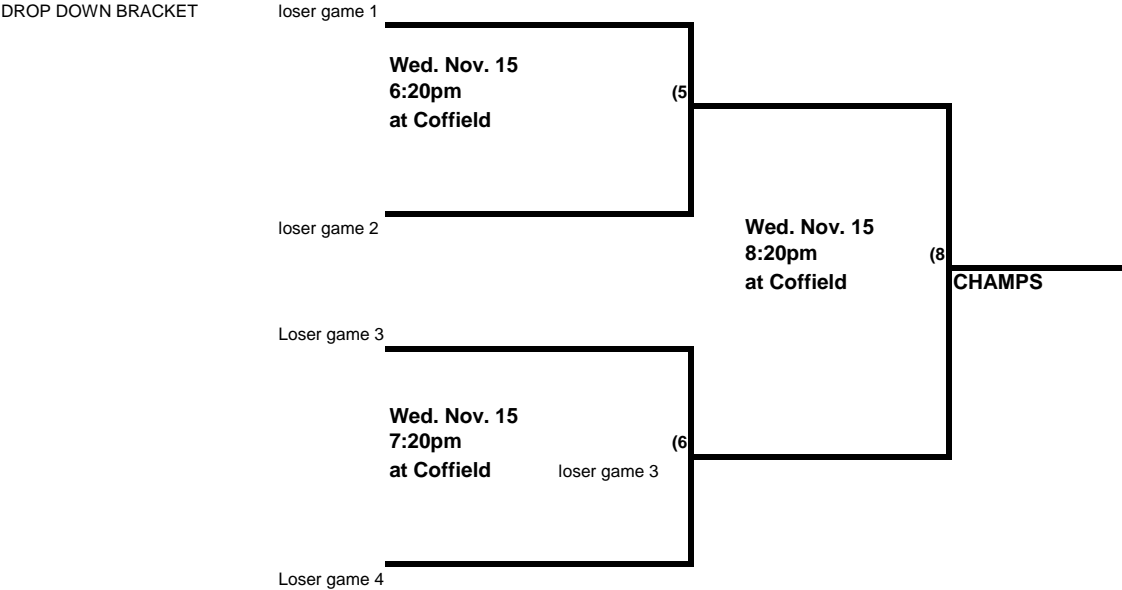 DROP DOWN BRACKET
loser game 1
Wed. Nov. 15
6:20pm
(5
at Coffield
loser game 2
Wed. Nov. 15
8:20pm
(8
at Coffield
CHAMPS
Loser game 3
Wed. Nov. 15
7:20pm
(6
at Coffield
loser game 3
Loser game 4